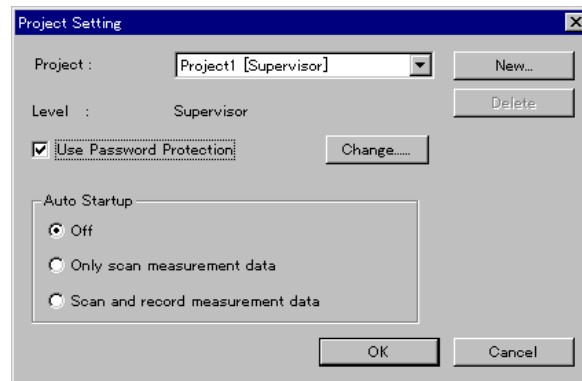 Project Setting
Project : Project1 [Supervisor] New...
Level : Supervisor Delete
Use Password Protection Change.....
Auto Startup
Off
Only scan measurement data
Scan and record measurement data
OK Cancel